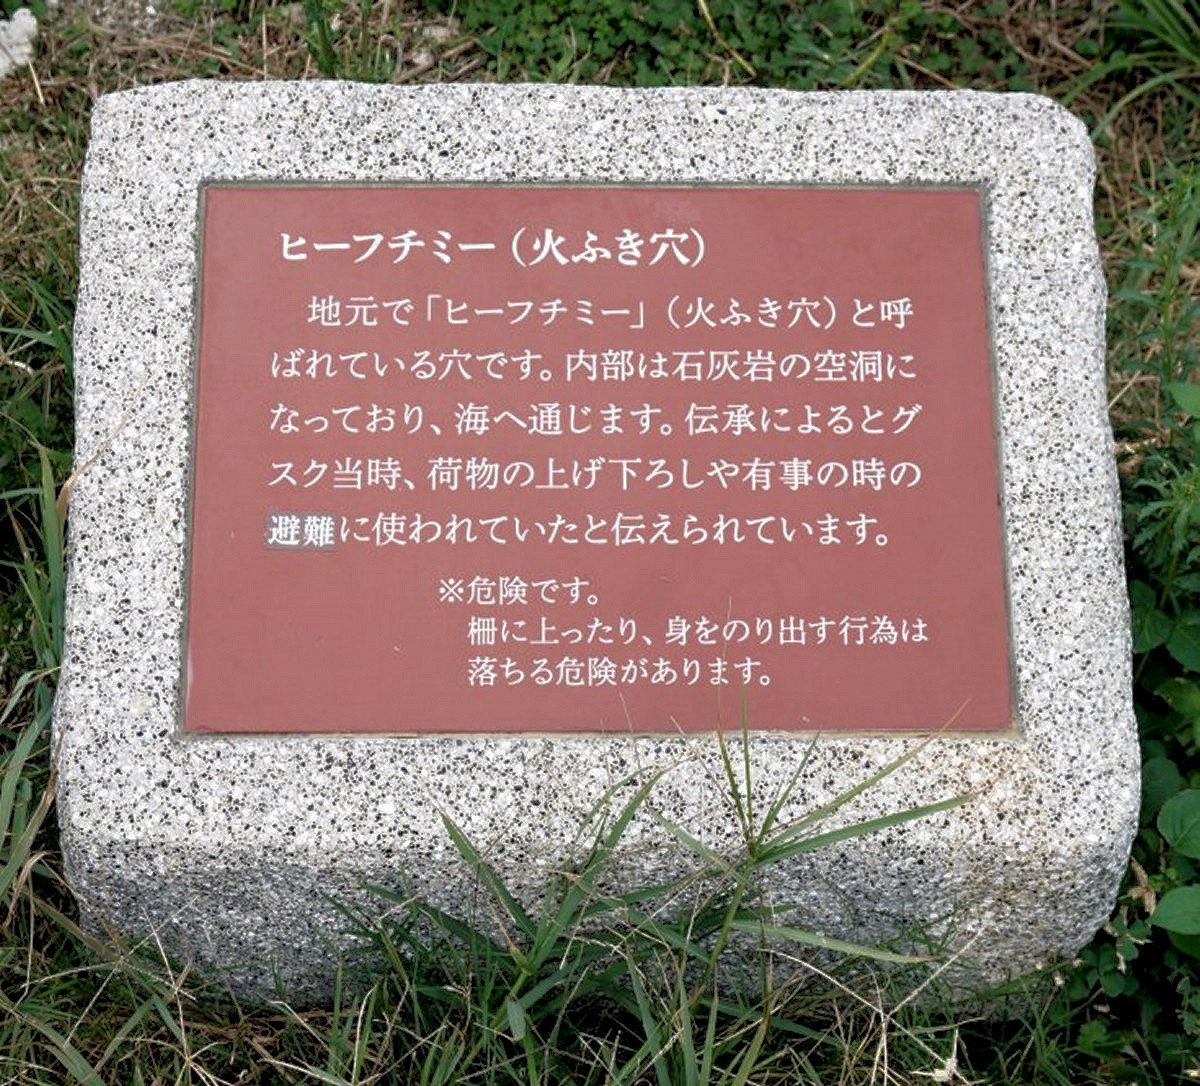 ヒーフチミー（火ふき穴）
地元で「ヒーフチミー」（火ふき穴）と呼
ばれている穴です。内部は石灰岩の空洞に
なっており、海へ通じます。伝承によるとグ
スク当時、荷物の上げ下ろしや有事の時の
避難に使われていたと伝えられています。
※危険です。
柵に上ったり、身をのり出す行為は
落ちる危険があります。